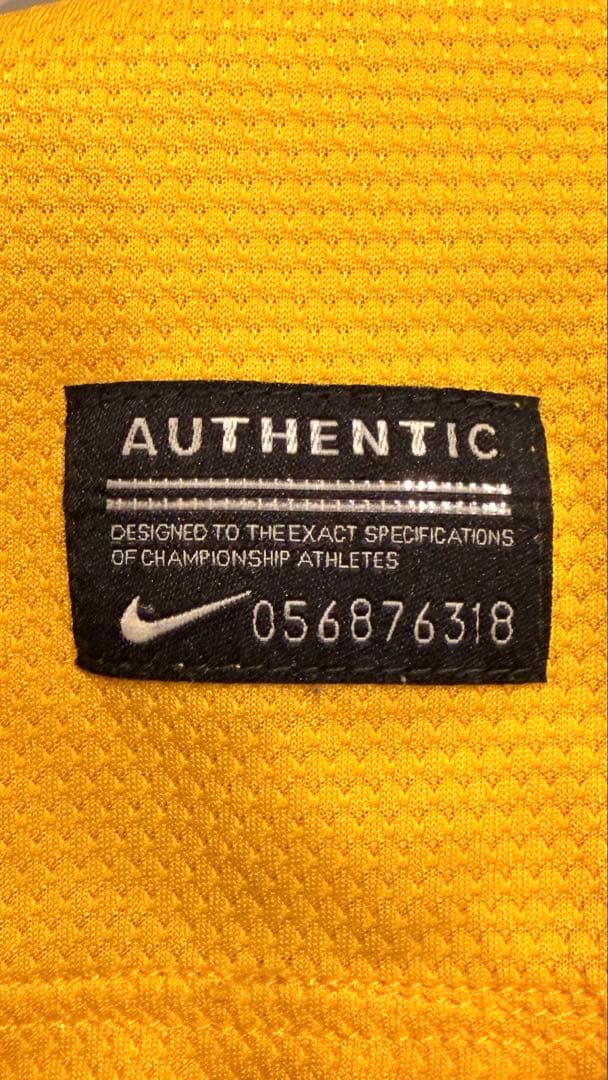 AUTHENTIC
DESIGNED TO THE EXACT SPECIFICATIONS
OF CHAMPIONSHIP ATHLETES
056876318